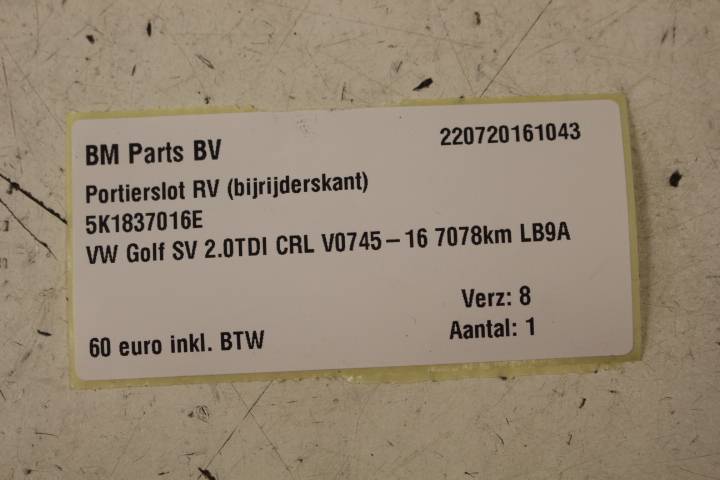 BM Parts BV 220720161043
Portierslot RV (bijrijderskant)
5K1837016E
VW Golf SV 2.0TDI CRL V0745-16 7078km LB9A
Verz: 8
60 euro inkl. BTW Aantal: 1